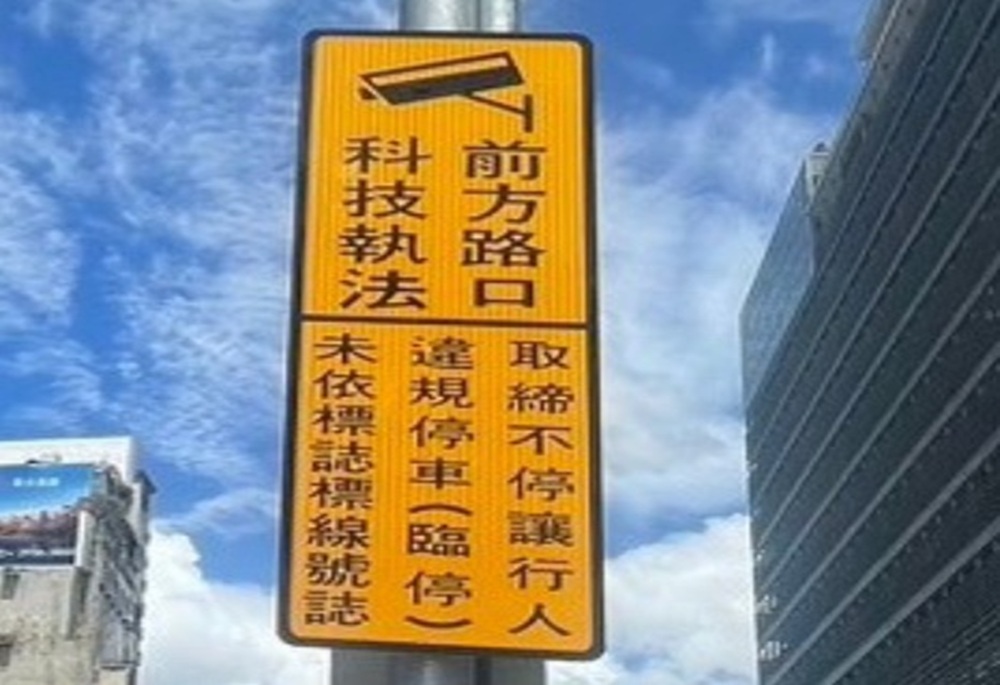 前方路口
科技執法
取締不停讓行人
違規停車(臨停)
未依標誌標線號誌